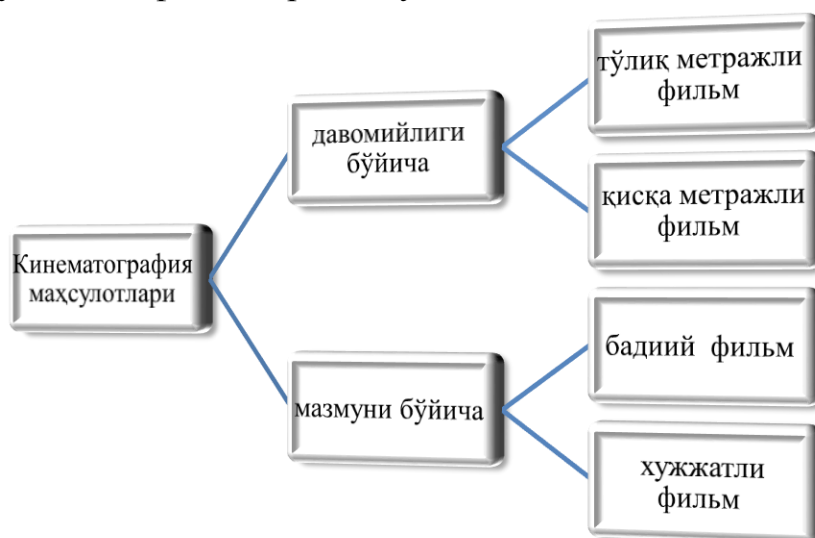 Кинематография
маҳсулотлари
давомийлиги
бўйича
тўлиқ метражли
фильм
қисқа метражли
фильм
мазмуни бўйича
бадиий фильм
хужжатли
фильм